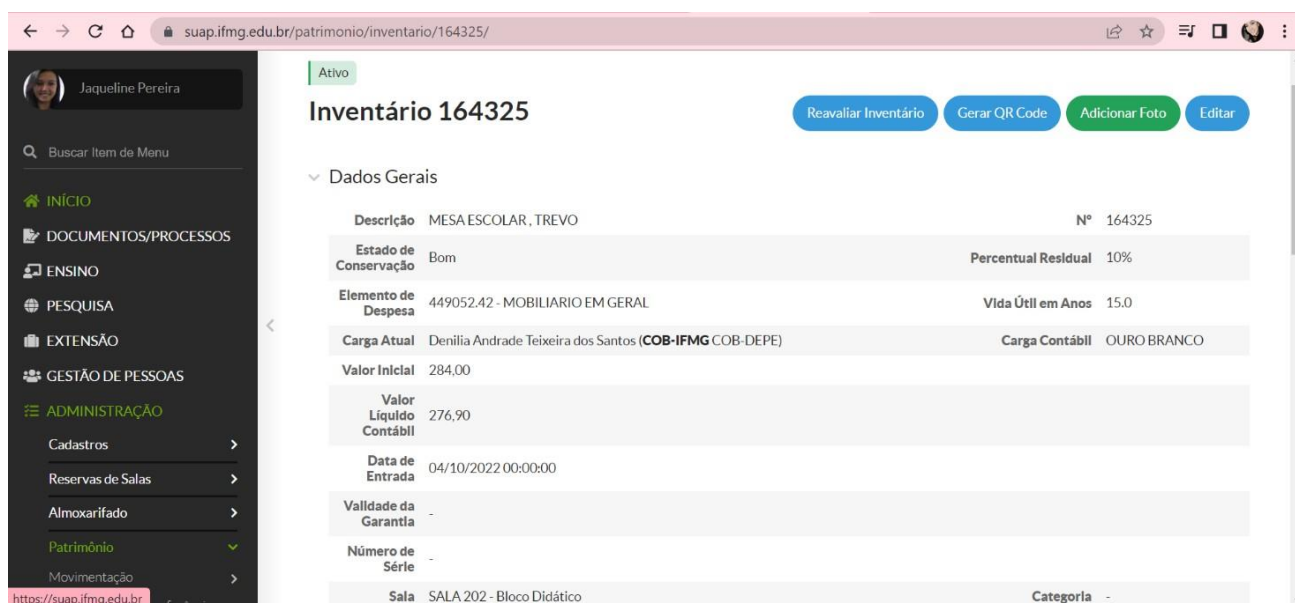 suap.ifmg.edu.br/patrimonio/inventario/164325/
Jaqueline Pereira
Buscar Item de Menu
INÍCIO
DOCUMENTOS/PROCESSOS
ENSINO
PESQUISA
EXTENSÃO
GESTÃO DE PESSOAS
ADMINISTRAÇÃO
Cadastros
Reservas de Salas
Almoxarifado
Patrimônio
Movimentação
https://suap.ifmg.edu.br
Ativo
Inventário 164325
Reavaliar Inventário
Gerar QR Code
Adicionar Foto
Editar
Dados Gerais
Descrição MESA ESCOLAR , TREVO Nº 164325
Estado de
Conservação Bom Percentual Residual 10%
Elemento de
Despesa 449052.42 - MOBILIARIO EM GERAL Vida Útil em Anos 15.0
Carga Atual Denilia Andrade Teixeira dos Santos (COB-IFMG COB-DEPE) Carga Contábil OURO BRANCO
Valor Inicial 284,00
Valor
Líquido
Contábil 276,90
Data de
Entrada 04/10/2022 00:00:00
Validade da
Garantia -
Número de
Série -
Sala SALA 202 - Bloco Didático Categoria -